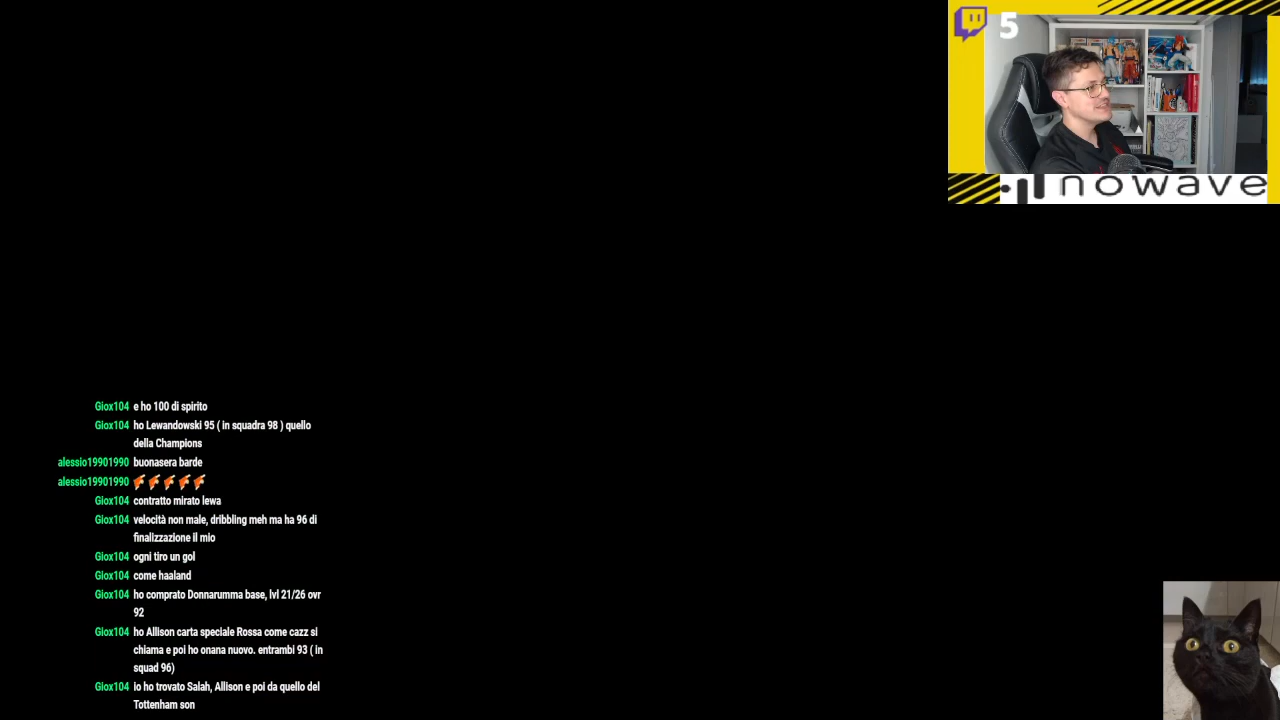 5
nowave
Giox104 e ho 100 di spirito
Giox104 ho Lewandowski 95 ( in squadra 98 ) quello
della Champions
alessio19901990 buonasera barde
alessio19901990
Giox104 contratto mirato lewa
Giox104 velocità non male, dribbling meh ma ha 96 di
finalizzazione il mio
Giox104 ogni tiro un gol
Giox104 come haaland
Giox104 ho comprato Donnarumma base, lvl 21/26 ovr
92
Giox104 ho Allison carta speciale Rossa come cazz si
chiama e poi ho onana nuovo. entrambi 93 ( in
squad 96)
Giox104 io ho trovato Salah, Allison e poi da quello del
Tottenham son